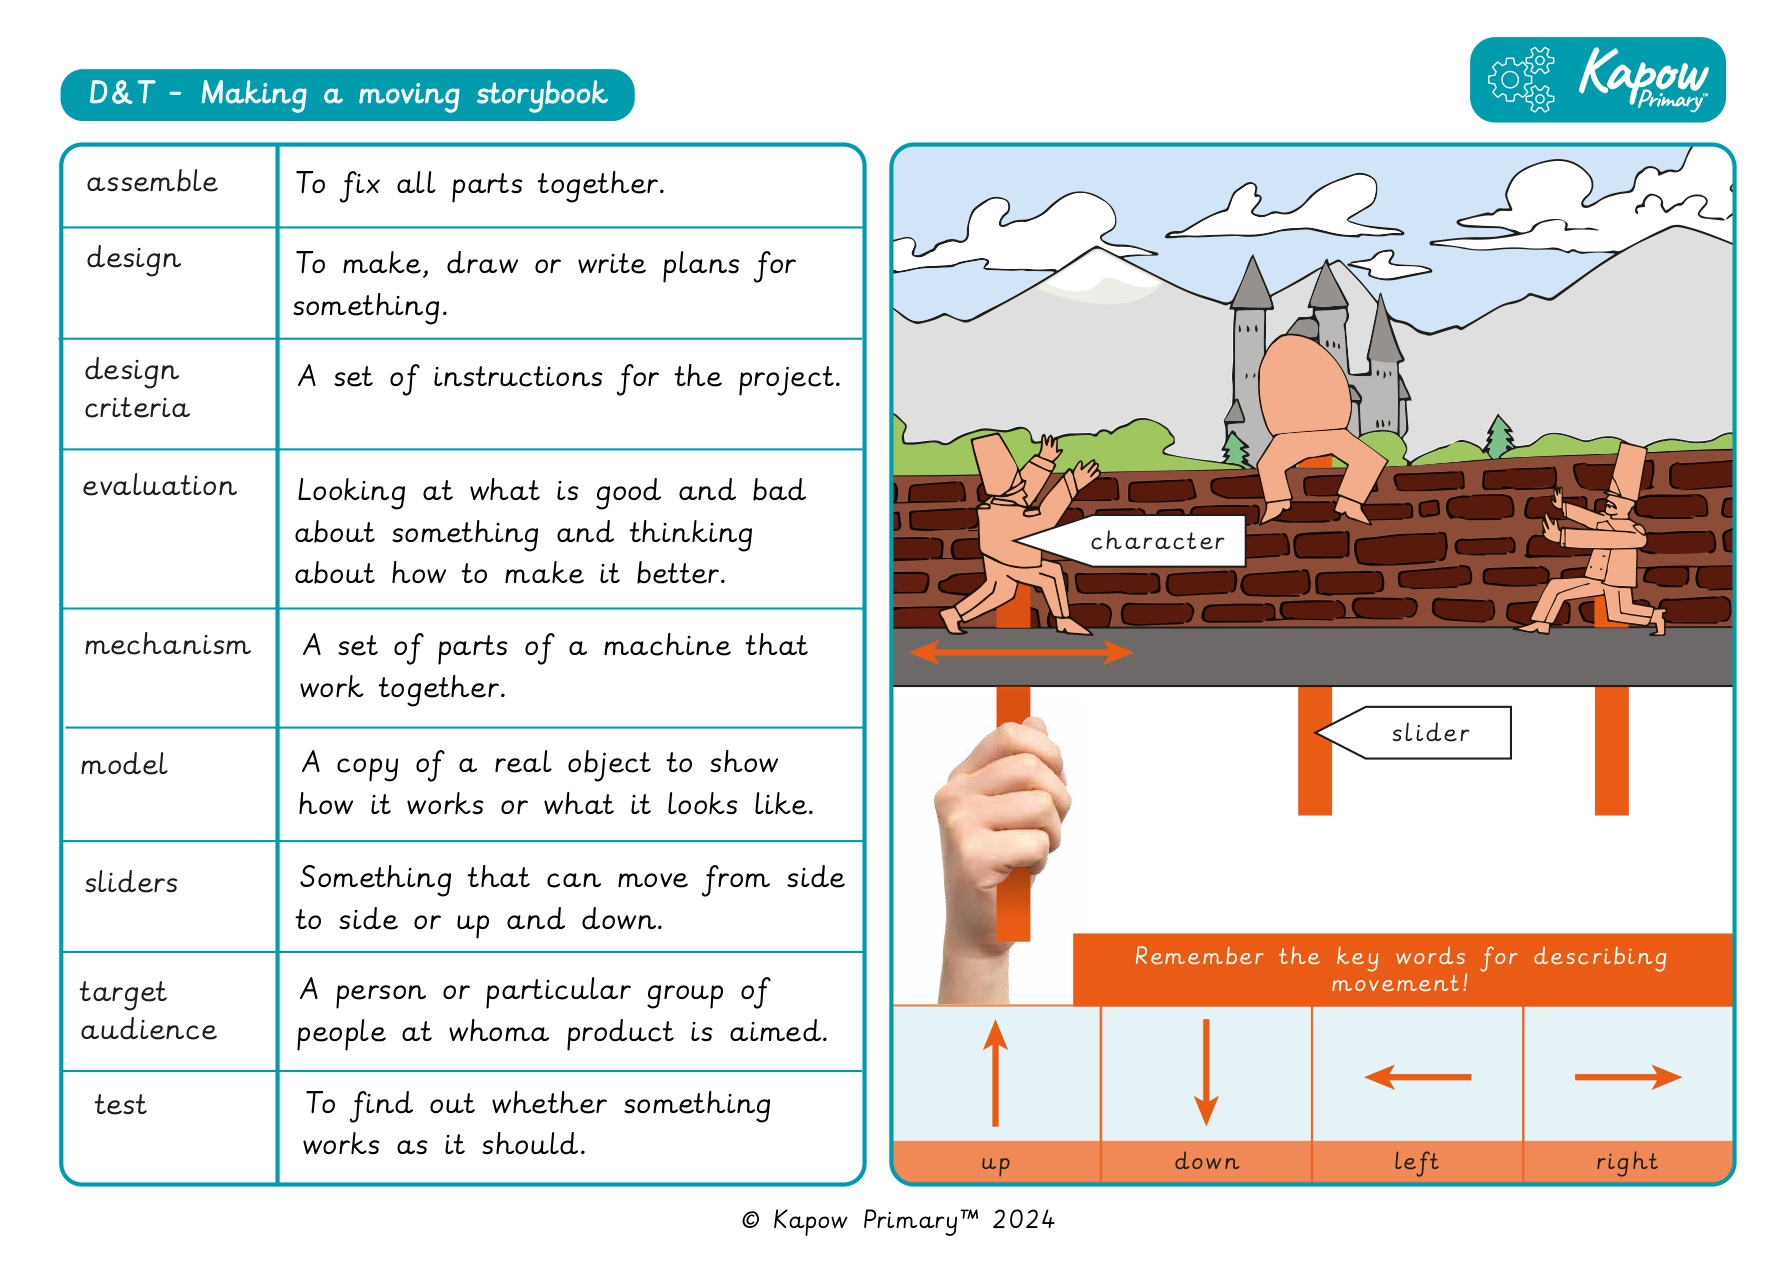 D&T - Making a moving storybook
Kapow
Primary™
assemble
To fix all parts together.
design
To make, draw or write plans for
something.
design
criteria
A set of instructions for the project.
evaluation
Looking at what is good and bad
about something and thinking
about how to make it better.
mechanism
A set of parts of a machine that
work together.
model
A copy of a real object to show
how it works or what it looks like.
sliders
Something that can move from side
to side or up and down.
target
audience
A person or particular group of
people at whoma product is aimed.
test
To find out whether something
works as it should.
character
slider
Remember the key words for describing
movement!
up
down
left
right
© Kapow Primary™ 2024